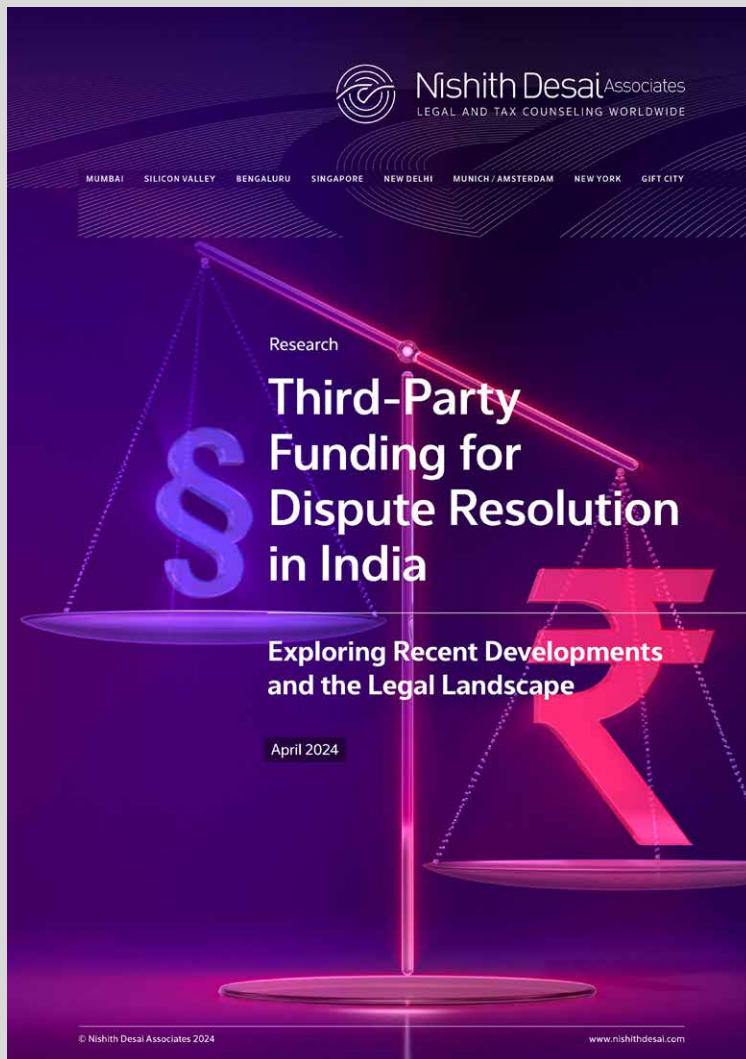 Nishith Desai Associates
LEGAL AND TAX COUNSELING WORLDWIDE
MUMBAI SILICON VALLEY BENGALURU SINGAPORE NEW DELHI MUNICH / AMSTERDAM NEW YORK GIFT CITY
Research
Third-Party
Funding for
Dispute Resolution
in India
§
₹
Exploring Recent Developments
and the Legal Landscape
April 2024
© Nishith Desai Associates 2024
www.nishithdesai.com